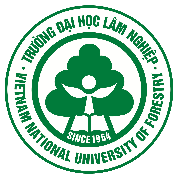 TRƯỜNG ĐẠI HỌC LÂM NGHIỆP
VIETNAM NATIONAL UNIVERSITY OF FORESTRY
SINCE 1964